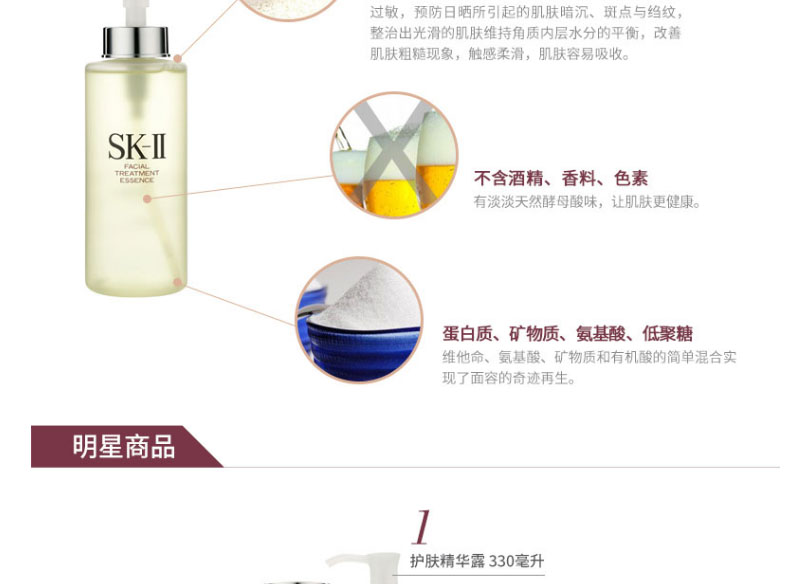 过敏，预防日晒所引起的肌肤暗沉、斑点与绉纹，
整治出光滑的肌肤维持角质内层水分的平衡，改善
肌肤粗糙现象，触感柔滑，肌肤容易吸收。
SK-II
FACIAL
TREATMENT
ESSENCE
不含酒精、香料、色素
有淡淡天然酵母酸味，让肌肤更健康。
蛋白质、矿物质、氨基酸、低聚糖
维他命、氨基酸、矿物质和有机酸的简单混合实
现了面容的奇迹再生。
明星商品
1
护肤精华露 330毫升